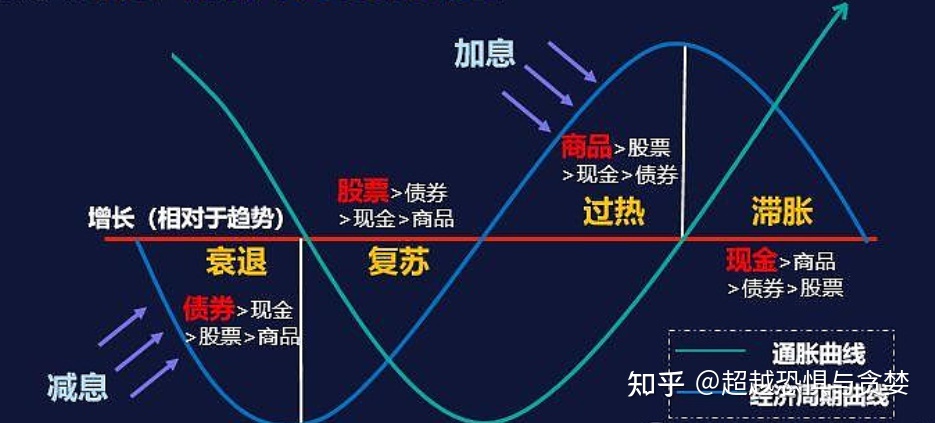 加息
商品>股票
>现金>债券
过热
滞胀
股票>债券
>现金>商品
增长（相对于趋势）
衰退
复苏
现金>商品
>债券>股票
债券>现金
>股票>商品
减息
通胀曲线
经济周期曲线
知乎 @超越恐惧与贪婪